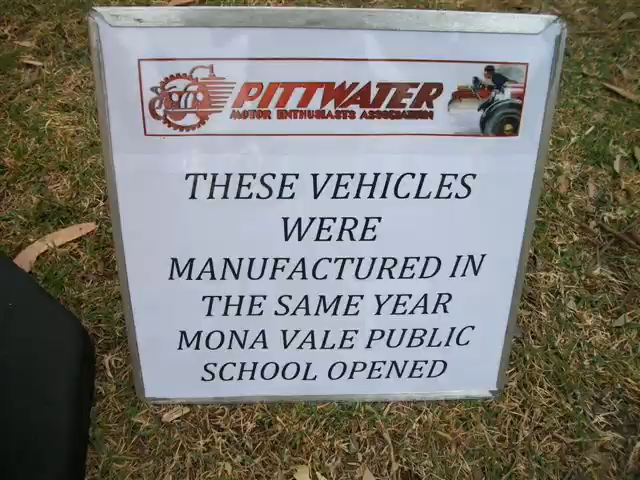 PITTWATER
MOTOR ENTHUSIASTS ASSOCIATION
THESE VEHICLES
WERE
MANUFACTURED IN
THE SAME YEAR
MONA VALE PUBLIC
SCHOOL OPENED